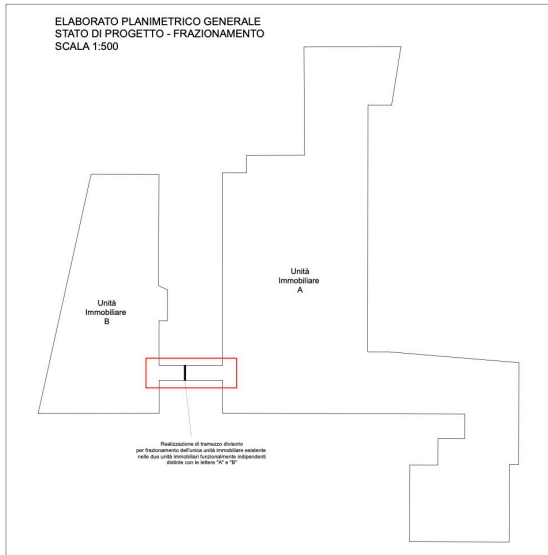 ELABORATO PLANIMETRICO GENERALE
STATO DI PROGETTO - FRAZIONAMENTO
SCALA 1:500
Unità
Immobiliare
A
Unità
Immobiliare
B
Realizzazione di tramezzo divisorio
per frazionamento dell'unica unità immobiliare esistente
nelle due unità immobiliari funzionalmente indipendenti
distinte con le lettere "A" e "B"